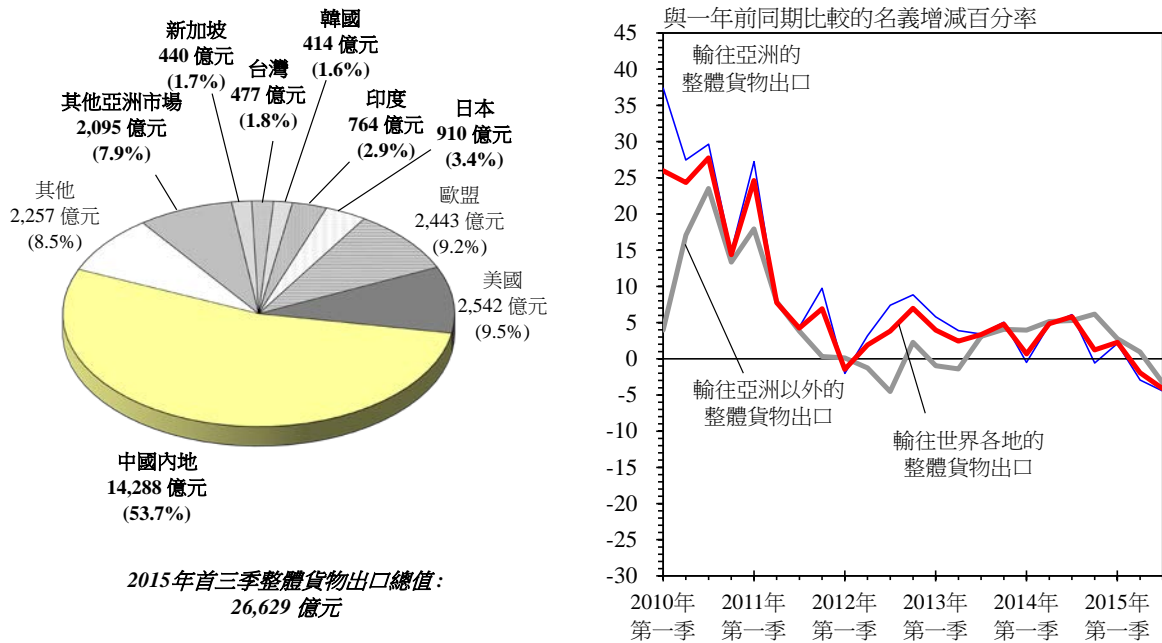 新加坡
440 億元
(1.7%)
韓國
414 億元
(1.6%)
台灣
477 億元
(1.8%)
其他亞洲市場
2,095 億元
(7.9%)
印度
764 億元
(2.9%)
日本
910 億元
(3.4%)
其他
2,257 億元
(8.5%)
歐盟
2,443 億元
(9.2%)
美國
2,542 億元
(9.5%)
中國內地
14,288 億元
(53.7%)
2015年首三季整體貨物出口總值 :
26,629 億元
與一年前同期比較的名義增減百分率
45
40
35
30
25
20
15
10
5
0
-5
-10
-15
-20
-25
-30
輸往亞洲的
整體貨物出口
輸往亞洲以外的
整體貨物出口
輸往世界各地的
整體貨物出口
2010年 2011年 2012年 2013年 2014年 2015年
第一季 第一季 第一季 第一季 第一季 第一季